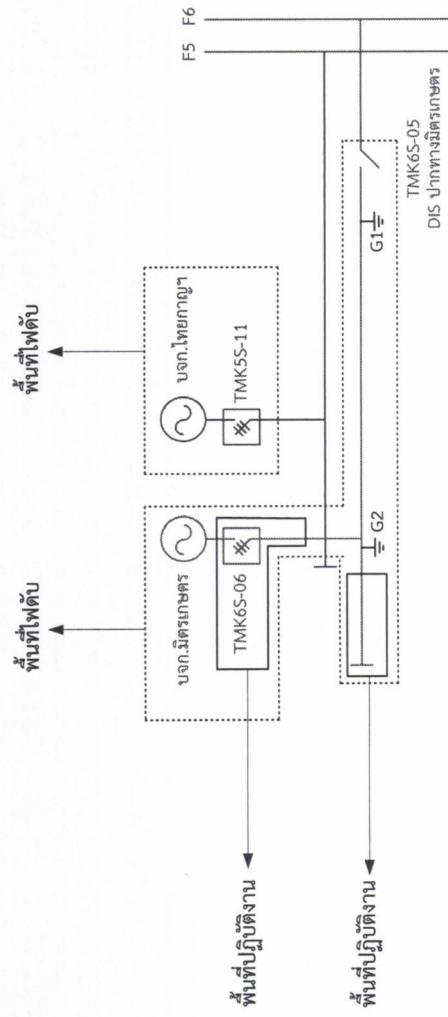 พื้นที่ไฟดับ
พื้นที่ไฟดับ
บจก.มิตรเกษตร
บจก.ไทยกาญฯ
TMK6S-06
TMK5S-11
F5
F6
พื้นที่ปฏิบัติงาน
พื้นที่ปฏิบัติงาน
G2
G1
TMK6S-05
DIS ปากทางมิตรเกษตร